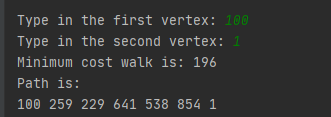 Type in the first vertex: 100
Type in the second vertex: 1
Minimum cost walk is: 196
Path is:
100 259 229 641 538 854 1